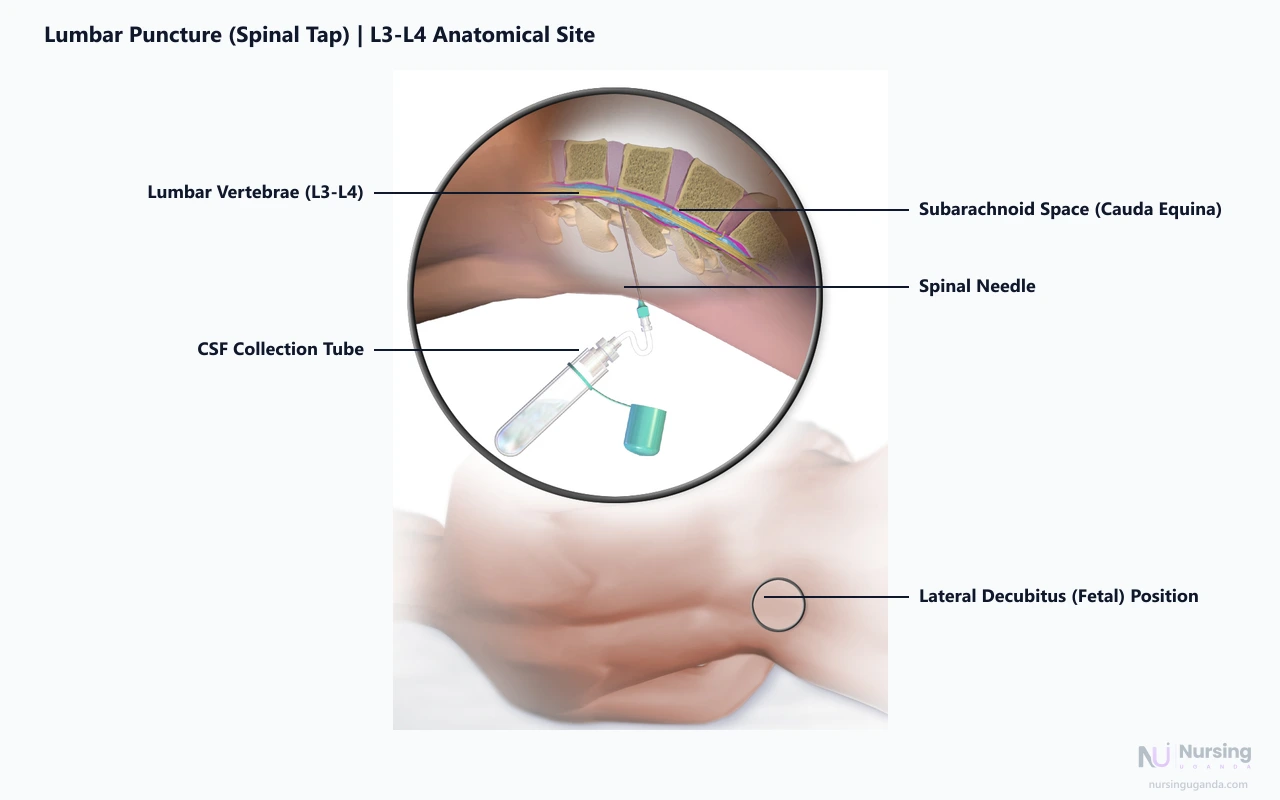 Lumbar Puncture (Spinal Tap) | L3-L4 Anatomical Site
Lumbar Vertebrae (L3-L4)
Subarachnoid Space (Cauda Equina)
Spinal Needle
CSF Collection Tube
Lateral Decubitus (Fetal) Position
NU Nursing
UGANDA
nursinguganda.com